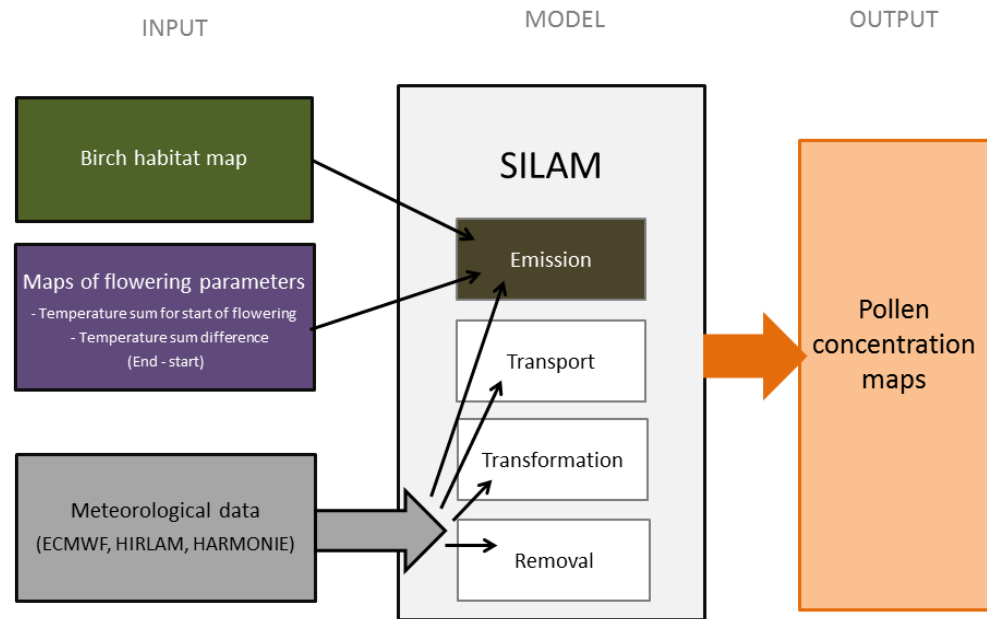 INPUT
MODEL
OUTPUT
Birch habitat map
Maps of flowering parameters
- Temperature sum for start of flowering
- Temperature sum difference
(End - start)
Meteorological data
(ECMWF, HIRLAM, HARMONIE)
SILAM
Emission
Transport
Transformation
Removal
Pollen
concentration
maps